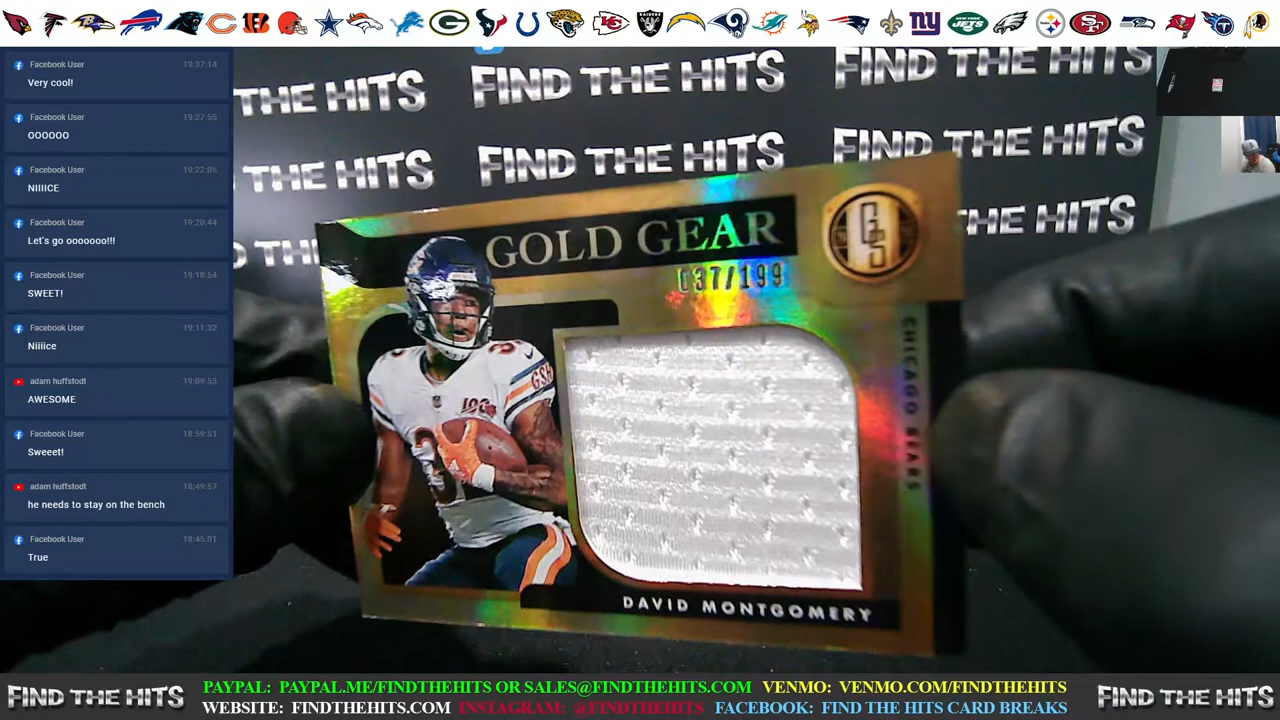 Facebook User 19:37:14
Very cool!
Facebook User 19:27:55
OOOOOO
Facebook User 19:22:05
NIIIICE
Facebook User 19:20:44
Let's go ooooooo!!!
Facebook User 19:18:54
SWEET!
Facebook User 19:11:32
Niiiice
adam huffstodt 19:09:53
AWESOME
Facebook User 18:59:51
Sweeet!
adam huffstodt 18:49:57
he needs to stay on the bench
Facebook User 18:45:01
True
THE HITS FIND THE HITS FIND THE HITS
THE HITS FIND THE HITS FIND THE HITS
THE HITS
GOLD GEAR
037/199
GS
CHICAGO BEARS
GSH
100
DAVID MONTGOMERY
FIND THE HITS
PAYPAL: PAYPAL.ME/FINDTHEHITS OR SALES@FINDTHEHITS.COM VENMO: VENMO.COM/FINDTHEHITS
WEBSITE: FINDTHEHITS.COM INSTAGRAM: @FINDTHEHITS FACEBOOK: FIND THE HITS CARD BREAKS
FIND THE HITS